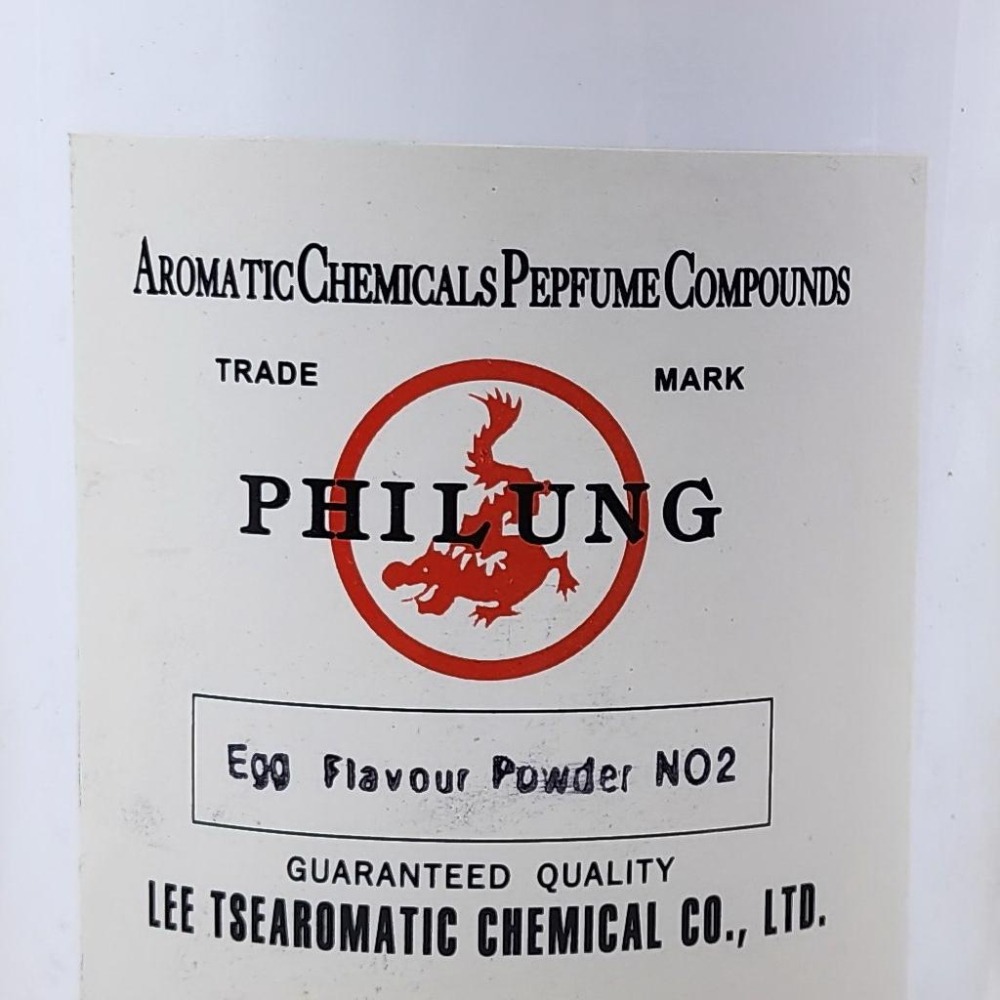 AROMATIC CHEMICALS PEPFUME COMPOUNDS
TRADE MARK
PHILUNG
Egg Flavour Powder NO2
GUARANTEED QUALITY
LEE TSEAROMATIC CHEMICAL CO., LTD.